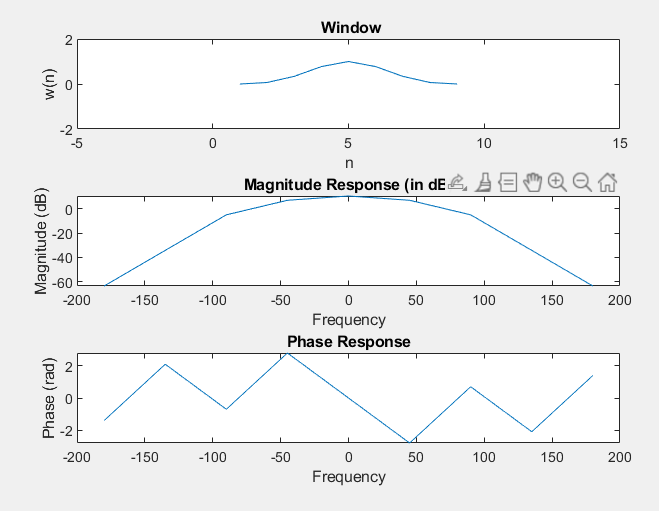 Window
2
0
-2
w(n)
-5 0 5 10 15
n
Magnitude Response (in dB
0
-20
-40
-60
Magnitude (dB)
-200 -150 -100 -50 0 50 100 150 200
Frequency
Phase Response
2
0
-2
Phase (rad)
-200 -150 -100 -50 0 50 100 150 200
Frequency